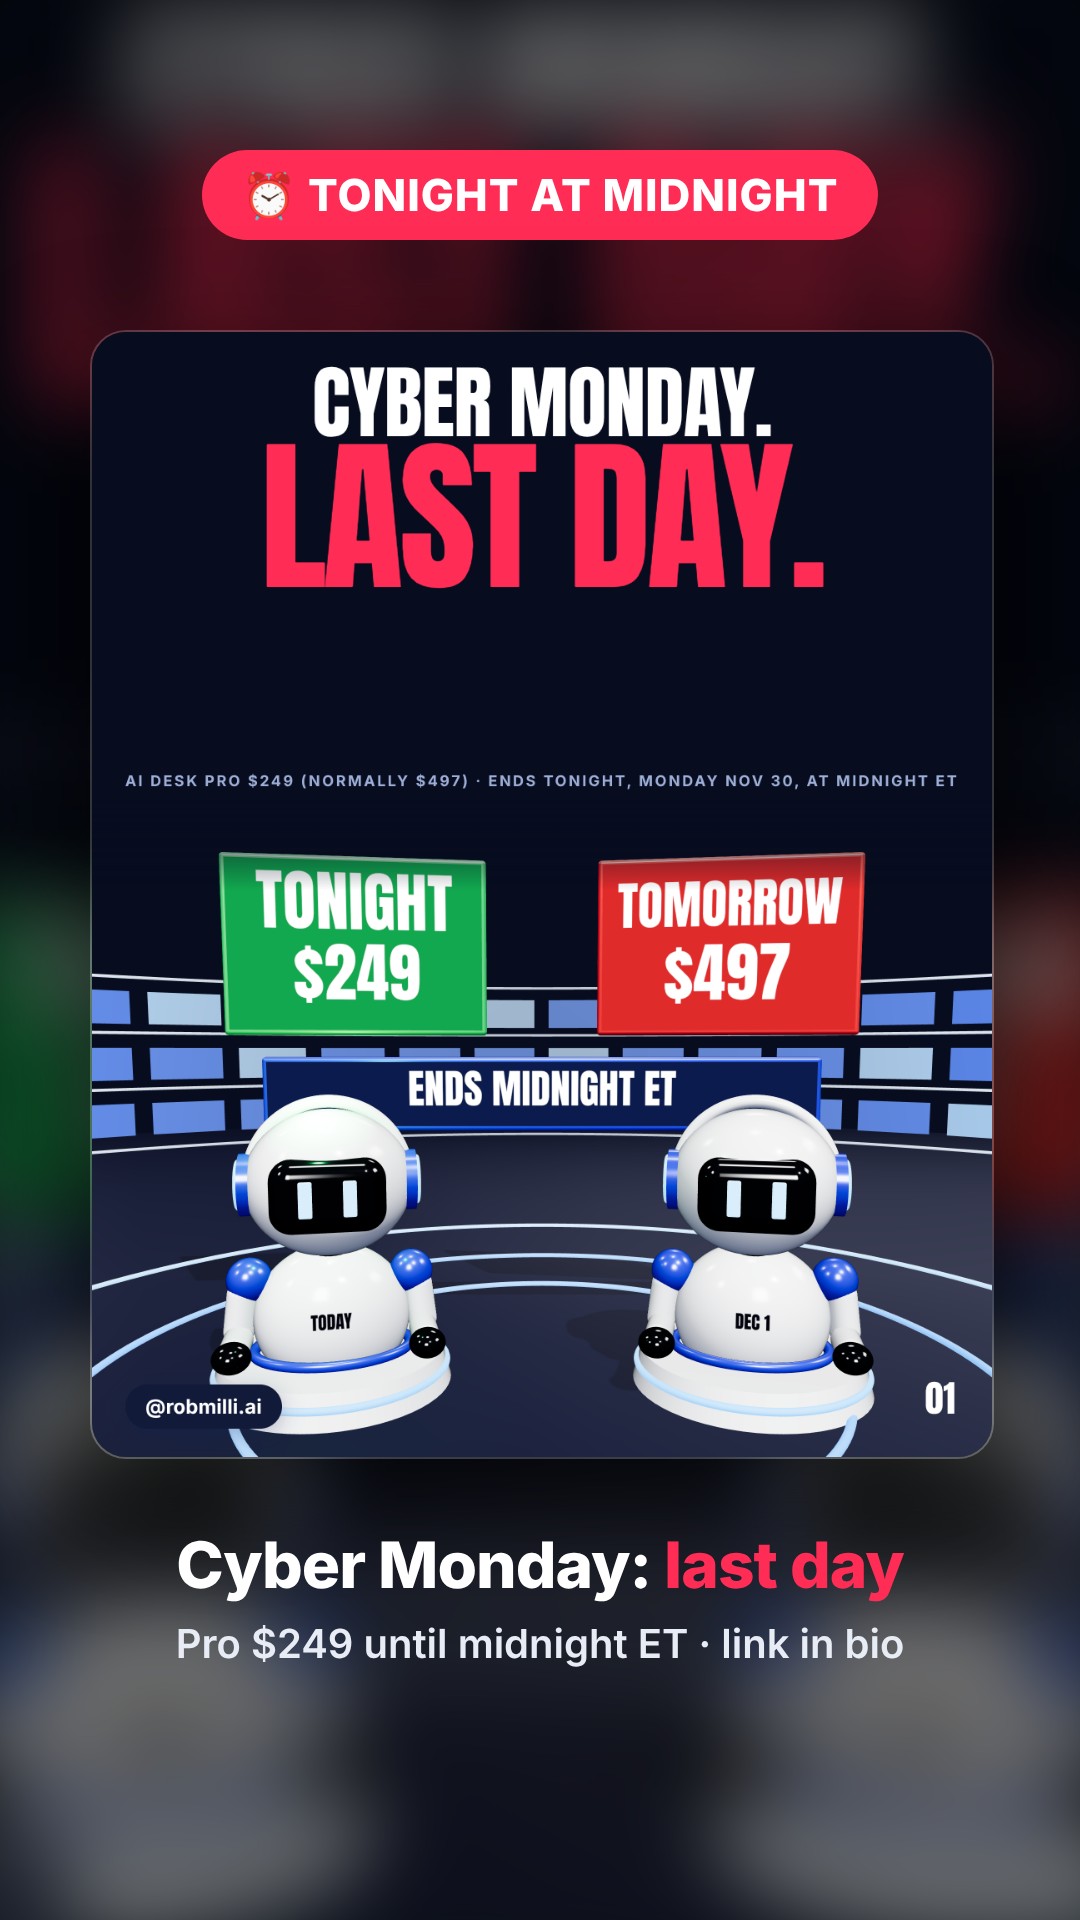 ⏰ TONIGHT AT MIDNIGHT
CYBER MONDAY.
LAST DAY.
AI DESK PRO $249 (NORMALLY $497) · ENDS TONIGHT, MONDAY NOV 30, AT MIDNIGHT ET
TONIGHT
$249
TOMORROW
$497
ENDS MIDNIGHT ET
TODAY
DEC 1
@robmilli.ai
01
Cyber Monday: last day
Pro $249 until midnight ET · link in bio